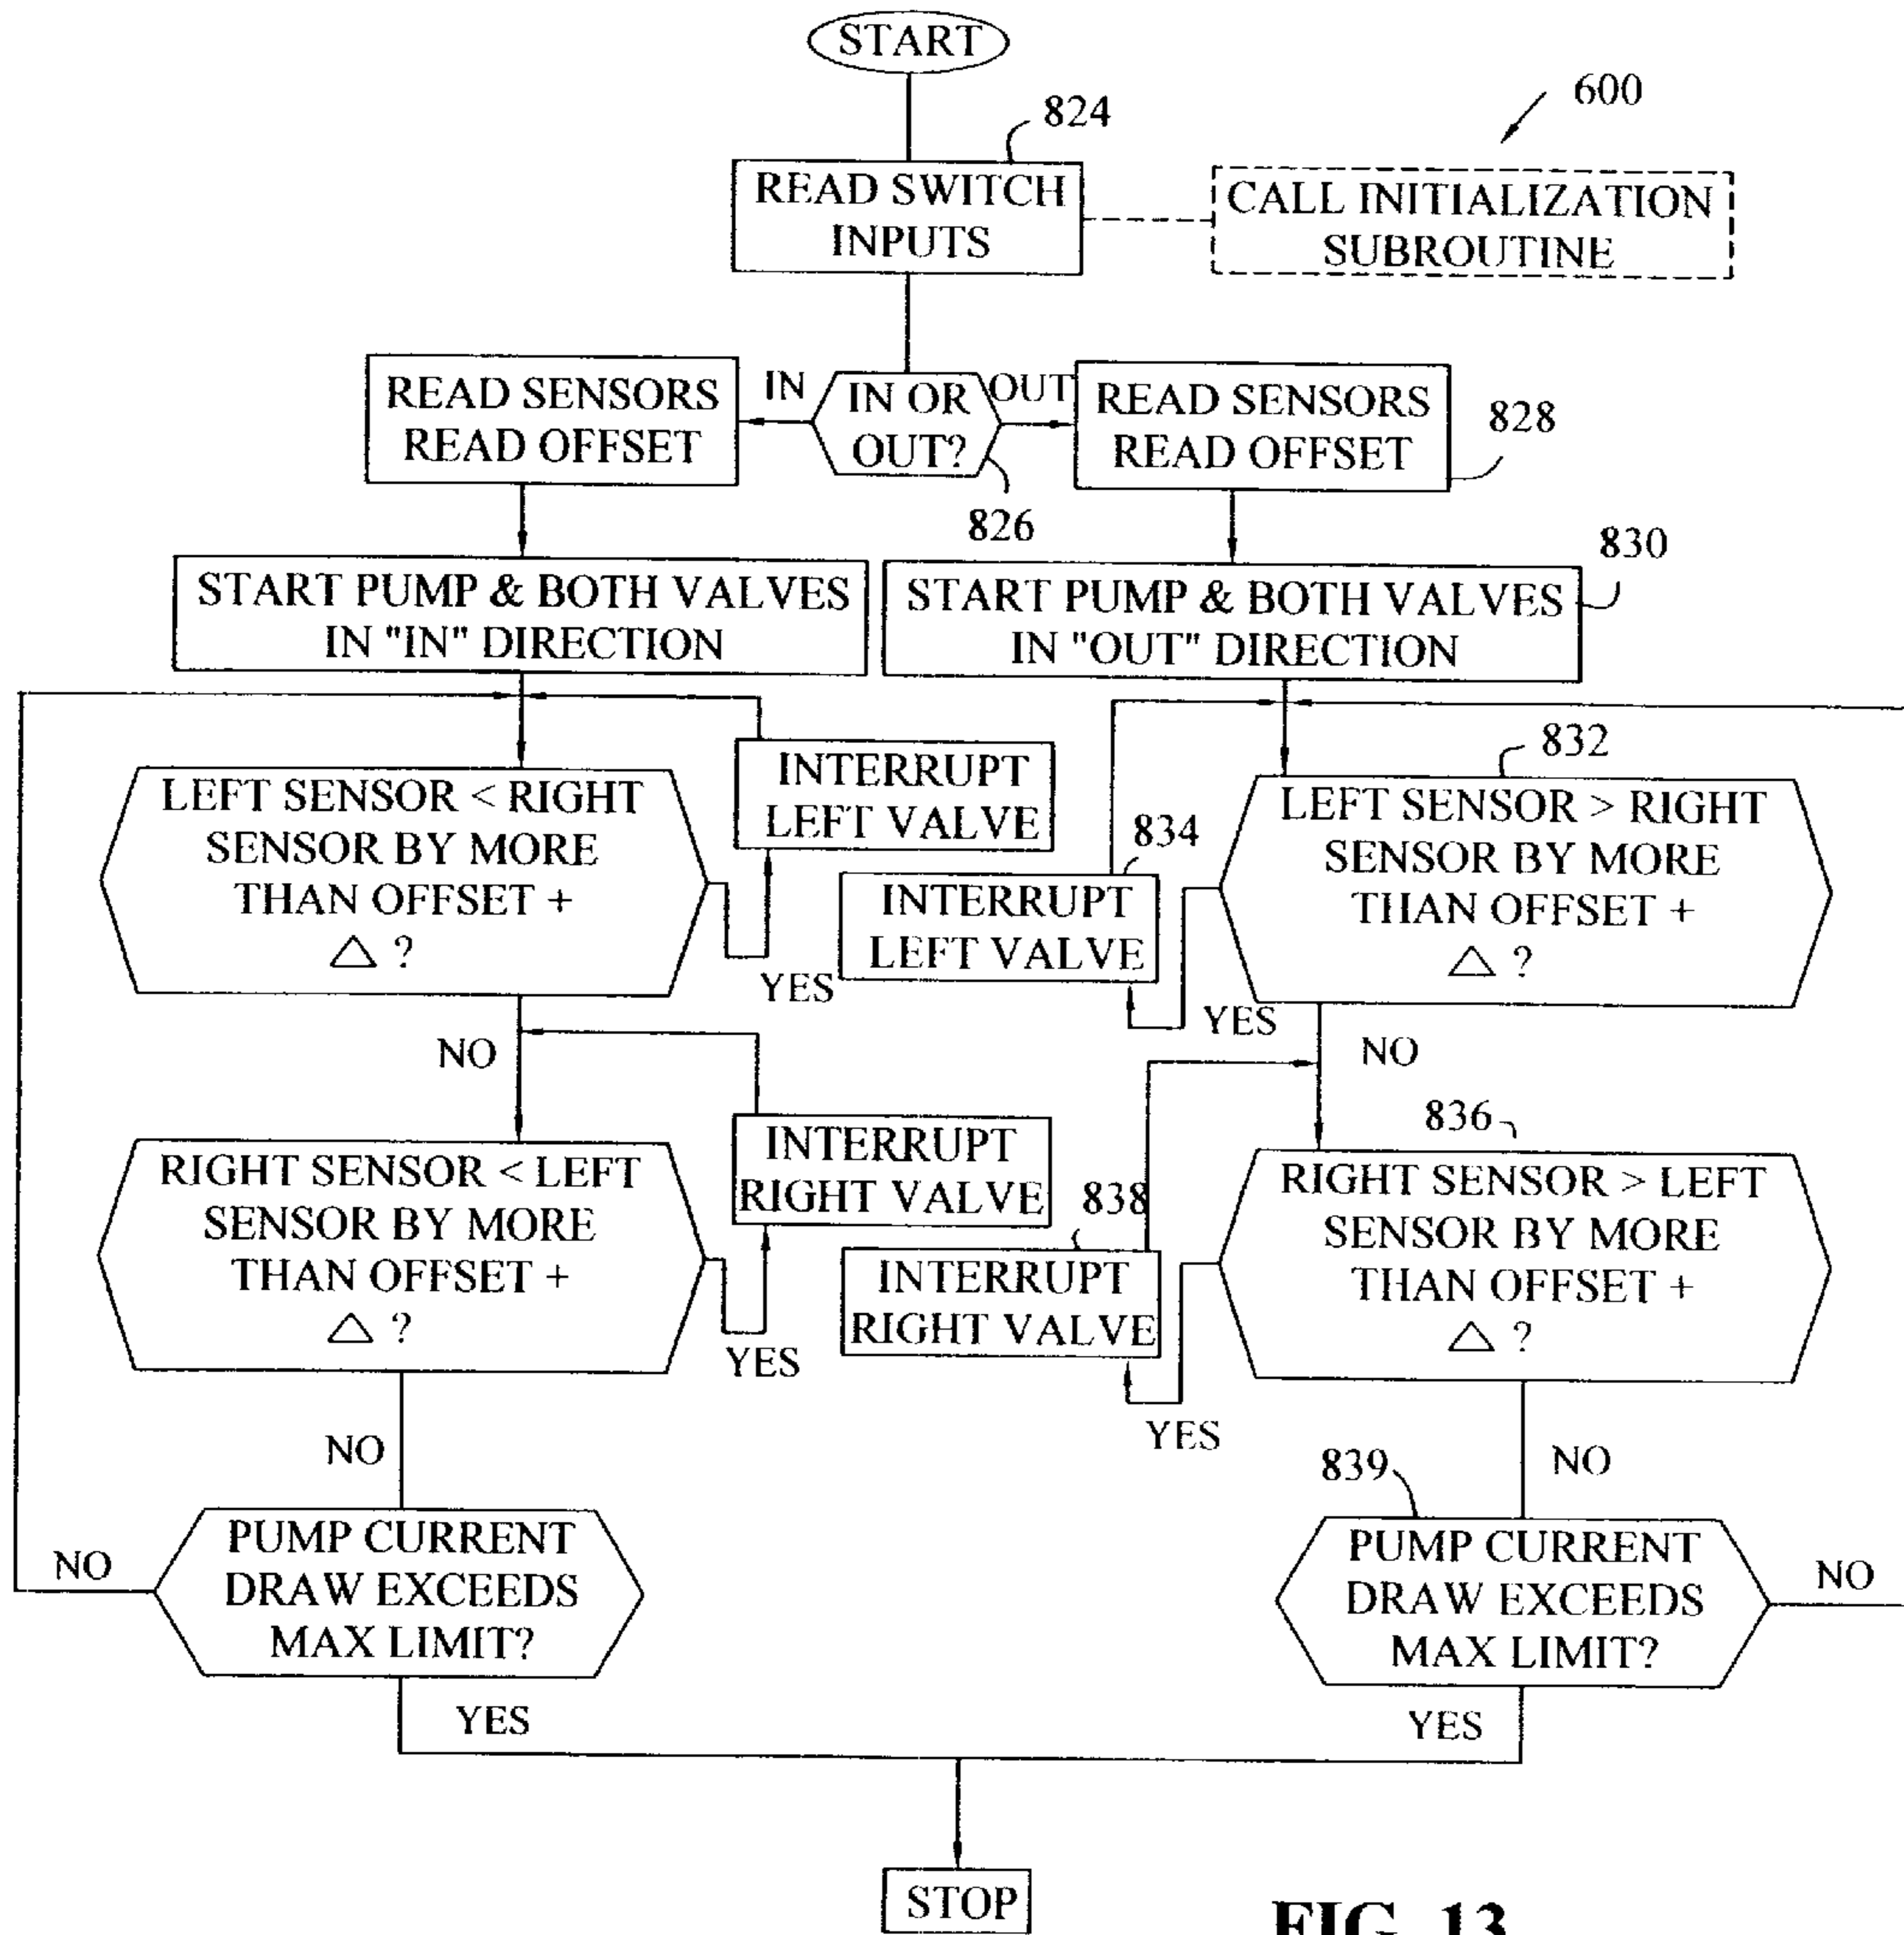 START
824
600
READ SWITCH
INPUTS
CALL INITIALIZATION
SUBROUTINE
READ SENSORS
READ OFFSET
IN
IN OR
OUT?
OUT
READ SENSORS
READ OFFSET
828
826
START PUMP & BOTH VALVES
IN "IN" DIRECTION
START PUMP & BOTH VALVES
IN "OUT" DIRECTION
830
INTERRUPT
LEFT VALVE
832
LEFT SENSOR < RIGHT
SENSOR BY MORE
THAN OFFSET +
△ ?
YES
834
INTERRUPT
LEFT VALVE
LEFT SENSOR > RIGHT
SENSOR BY MORE
THAN OFFSET +
△ ?
YES
NO
NO
INTERRUPT
RIGHT VALVE
836
RIGHT SENSOR < LEFT
SENSOR BY MORE
THAN OFFSET +
△ ?
YES
838
INTERRUPT
RIGHT VALVE
RIGHT SENSOR > LEFT
SENSOR BY MORE
THAN OFFSET +
△ ?
YES
NO
NO
839
PUMP CURRENT
DRAW EXCEEDS
MAX LIMIT?
NO
PUMP CURRENT
DRAW EXCEEDS
MAX LIMIT?
NO
YES
YES
STOP
FIG. 13